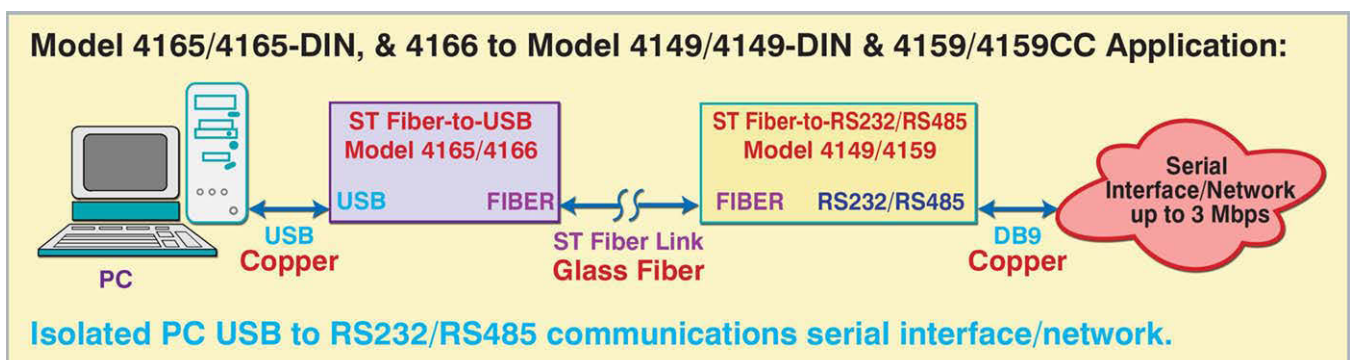 Model 4165/4165-DIN, & 4166 to Model 4149/4149-DIN & 4159/4159CC Application:
ST Fiber-to-USB
Model 4165/4166
USB
FIBER
ST Fiber-to-RS232/RS485
Model 4149/4159
FIBER
RS232/RS485
Serial
Interface/Network
up to 3 Mbps
USB
Copper
ST Fiber Link
Glass Fiber
DB9
Copper
PC
Isolated PC USB to RS232/RS485 communications serial interface/network.